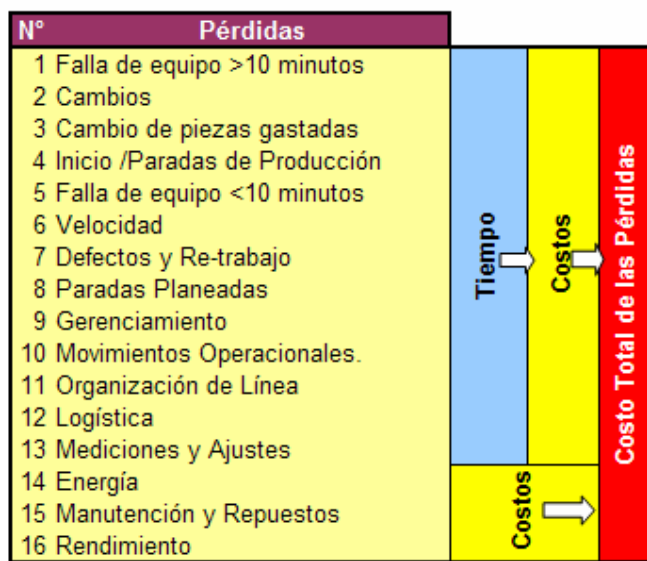 N° Pérdidas
1 Falla de equipo >10 minutos
2 Cambios
3 Cambio de piezas gastadas
4 Inicio /Paradas de Producción
5 Falla de equipo <10 minutos
6 Velocidad
7 Defectos y Re-trabajo
8 Paradas Planeadas
9 Gerenciamiento
10 Movimientos Operacionales.
11 Organización de Línea
12 Logística
13 Mediciones y Ajustes
14 Energía
15 Manutención y Repuestos
16 Rendimiento
Tiempo
Costos
Costos
Costo Total de las Pérdidas